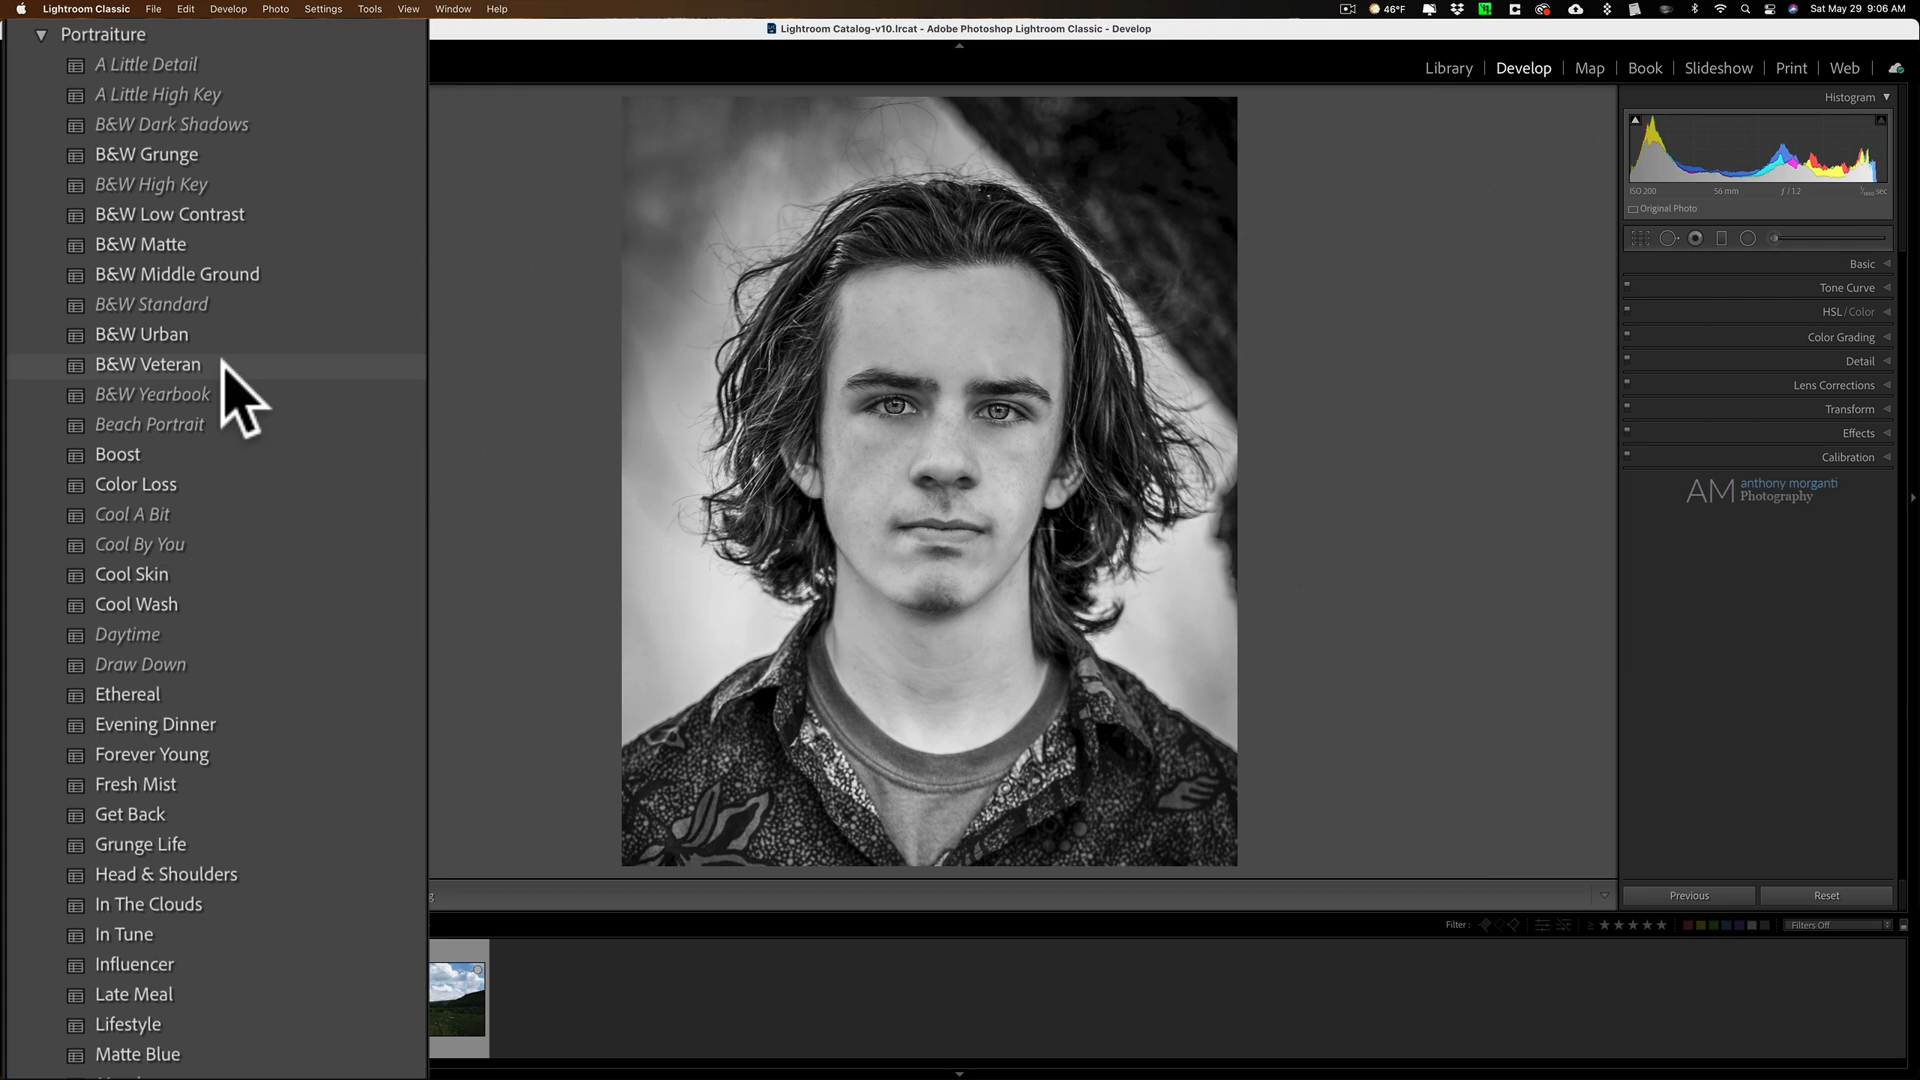 Lightroom Classic File Edit Develop Photo Settings Tools View Window Help 46°F Sat May 29 9:06 AM
Lightroom Catalog-v10.lrcat - Adobe Photoshop Lightroom Classic - Develop
Library | Develop | Map | Book | Slideshow | Print | Web
Portraiture
A Little Detail
A Little High Key
B&W Dark Shadows
B&W Grunge
B&W High Key
B&W Low Contrast
B&W Matte
B&W Middle Ground
B&W Standard
B&W Urban
B&W Veteran
B&W Yearbook
Beach Portrait
Boost
Color Loss
Cool A Bit
Cool By You
Cool Skin
Cool Wash
Daytime
Draw Down
Ethereal
Evening Dinner
Forever Young
Fresh Mist
Get Back
Grunge Life
Head & Shoulders
In The Clouds
In Tune
Influencer
Late Meal
Lifestyle
Matte Blue
Histogram
ISO 200 56 mm ƒ / 1.2
Original Photo
Basic
Tone Curve
HSL / Color
Color Grading
Detail
Lens Corrections
Transform
Effects
Calibration
AM anthony morganti
Photography
Previous Reset
Filter : Filters Off